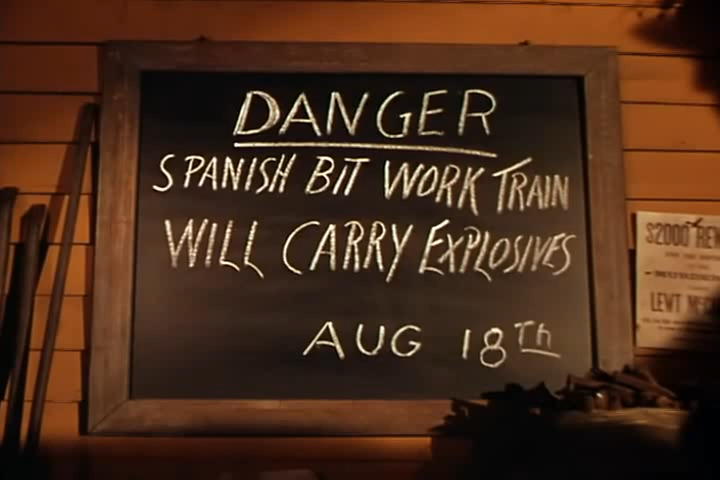 DANGER
SPANISH BIT WORK TRAIN
WILL CARRY EXPLOSIVES
AUG 18Th
$2000
LEWT